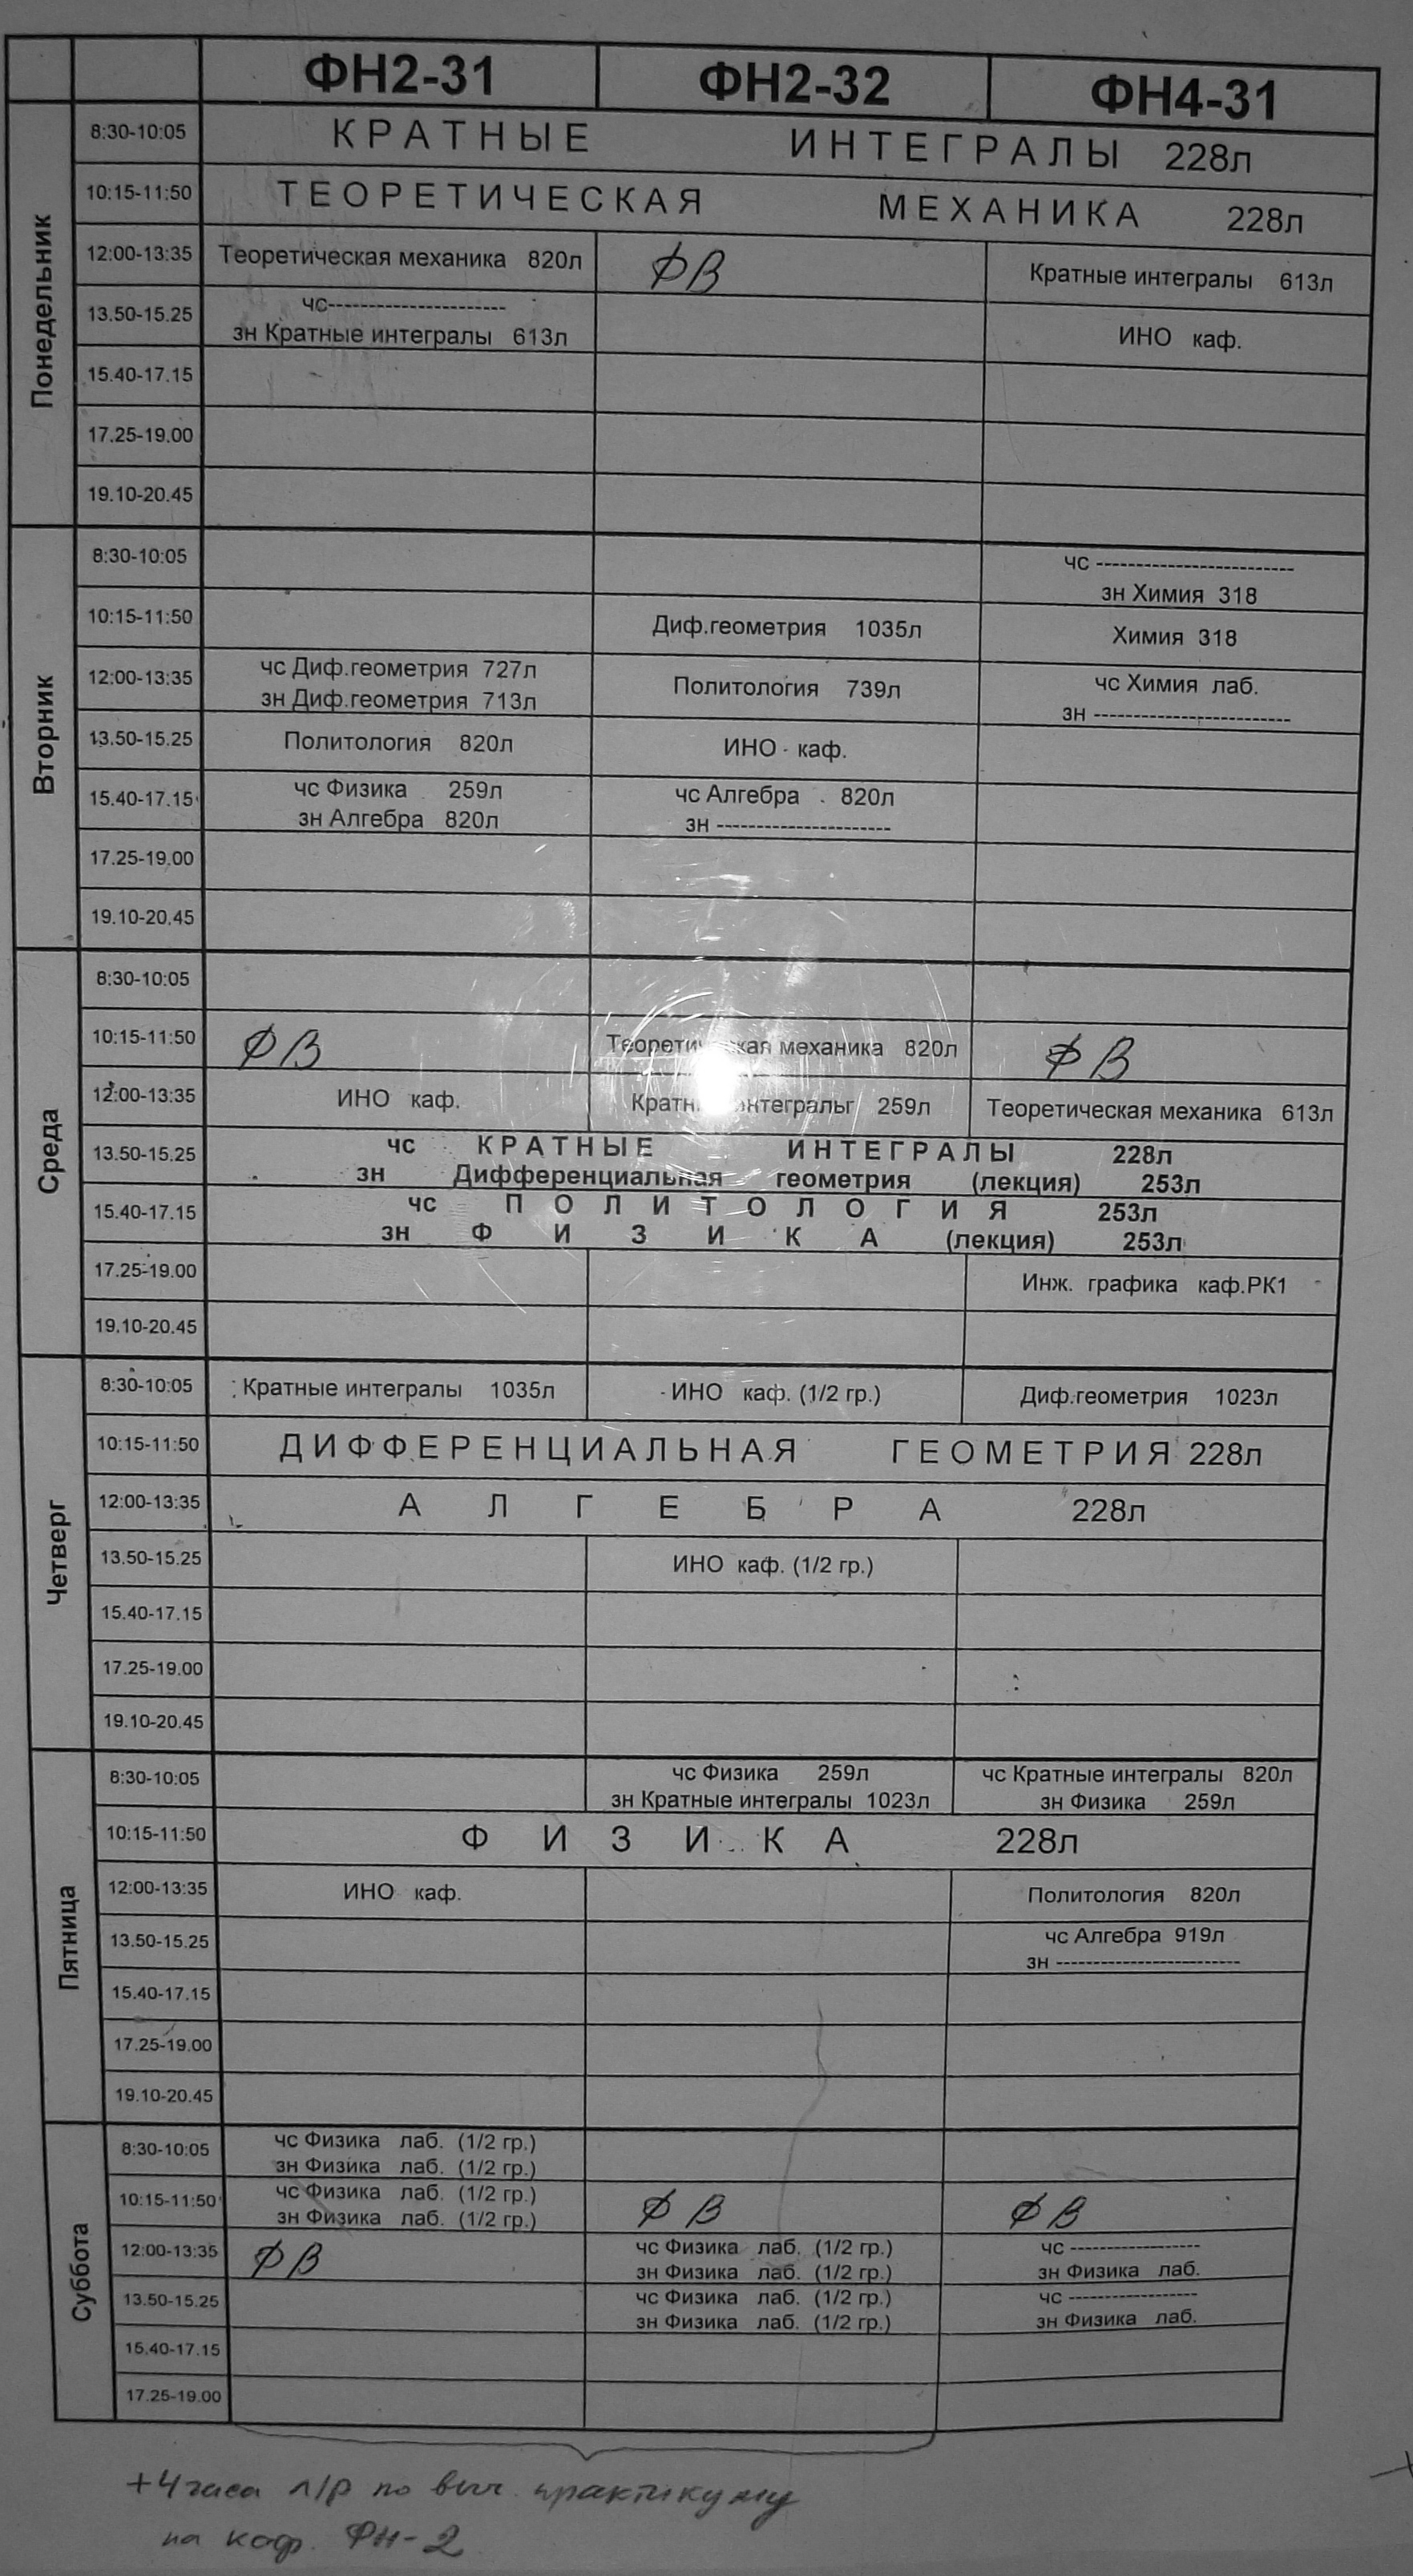 ФН2-31 ФН2-32 ФН4-31
Понедельник
8:30-10:05 КРАТНЫЕ ИНТЕГРАЛЫ 228л
10:15-11:50 ТЕОРЕТИЧЕСКАЯ МЕХАНИКА 228л
12:00-13:35 Теоретическая механика 820л ФВ Кратные интегралы 613л
13.50-15.25 чс---------------------- ИНО каф.
зн Кратные интегралы 613л
15.40-17.15
17.25-19.00
19.10-20.45
Вторник
8:30-10:05 чс -------------------------
зн Химия 318
10:15-11:50 Диф.геометрия 1035л Химия 318
12:00-13:35 чс Диф.геометрия 727л Политология 739л чс Химия лаб.
зн Диф.геометрия 713л зн -------------------------
13.50-15.25 Политология 820л ИНО каф.
15.40-17.15 чс Физика 259л чс Алгебра 820л
зн Алгебра 820л зн ----------------------
17.25-19.00
19.10-20.45
Среда
8:30-10:05
10:15-11:50 ФВ Теоретическая механика 820л ФВ
12:00-13:35 ИНО каф. Кратные интегралы 259л Теоретическая механика 613л
13.50-15.25 чс КРАТНЫЕ ИНТЕГРАЛЫ 228л
зн Дифференциальная геометрия (лекция) 253л
15.40-17.15 чс ПОЛИТОЛОГИЯ 253л
зн ФИЗИКА (лекция) 253л
17.25-19.00 Инж. графика каф.РК1
19.10-20.45
Четверг
8:30-10:05 Кратные интегралы 1035л ИНО каф. (1/2 гр.) Диф.геометрия 1023л
10:15-11:50 ДИФФЕРЕНЦИАЛЬНАЯ ГЕОМЕТРИЯ 228л
12:00-13:35 АЛГЕБРА 228л
13.50-15.25 ИНО каф. (1/2 гр.)
15.40-17.15
17.25-19.00
19.10-20.45
Пятница
8:30-10:05 чс Физика 259л чс Кратные интегралы 820л
зн Кратные интегралы 1023л зн Физика 259л
10:15-11:50 ФИЗИКА 228л
12:00-13:35 ИНО каф. Политология 820л
13.50-15.25 чс Алгебра 919л
зн -------------------------
15.40-17.15
17.25-19.00
19.10-20.45
Суббота
8:30-10:05 чс Физика лаб. (1/2 гр.)
зн Физика лаб. (1/2 гр.)
10:15-11:50 чс Физика лаб. (1/2 гр.) ФВ ФВ
зн Физика лаб. (1/2 гр.)
12:00-13:35 ФВ чс Физика лаб. (1/2 гр.) чс ------------------
зн Физика лаб. (1/2 гр.) зн Физика лаб.
13.50-15.25 чс Физика лаб. (1/2 гр.) чс ------------------
зн Физика лаб. (1/2 гр.) зн Физика лаб.
15.40-17.15
17.25-19.00
+4 часа л/р по выч. практикуму
на каф. ФН-2